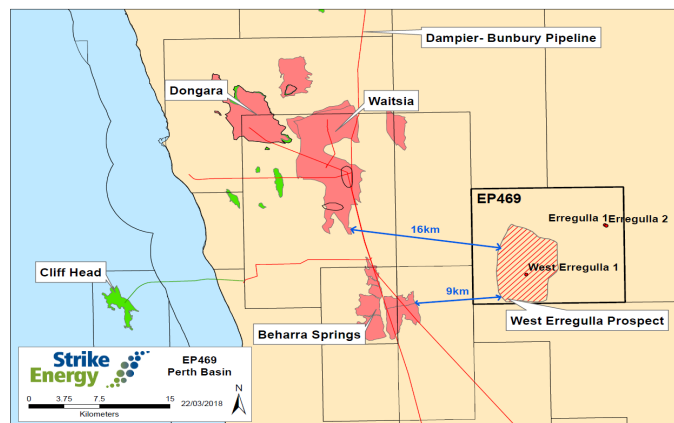 Dampier- Bunbury Pipeline
Dongara
Waitsia
EP469
Erregulla 1
Erregulla 2
16km
West Erregulla 1
Cliff Head
9km
Beharra Springs
West Erregulla Prospect
Strike
Energy
EP469
Perth Basin
N
0 3.75 7.5 15
Kilometers
22/03/2018